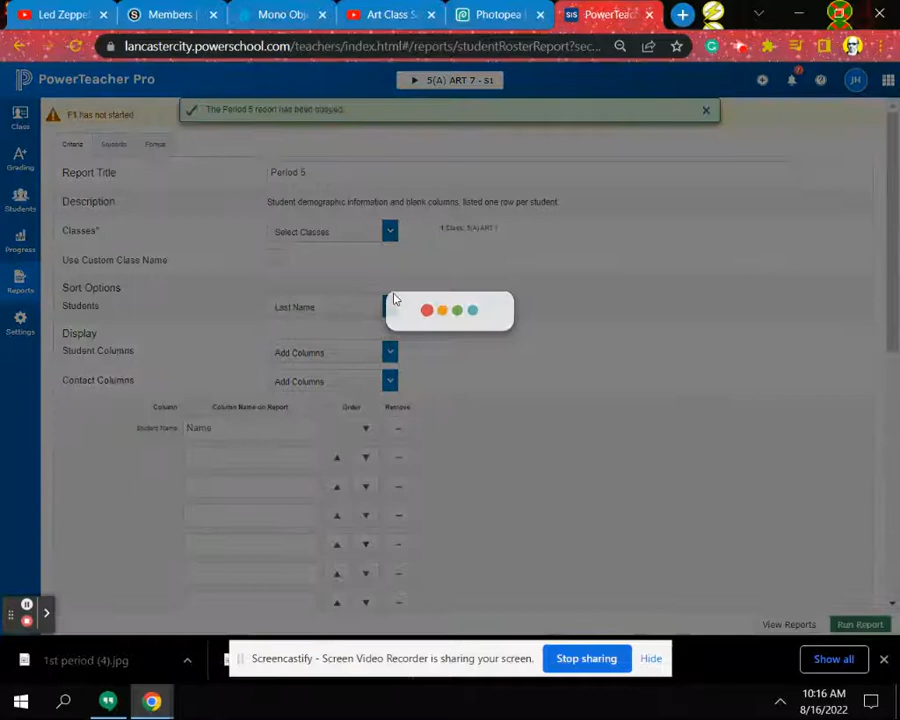 Led Zeppel
Members |
Mono Obj
Art Class S
Photopea
PowerTeac
lancastercity.powerschool.com/teachers/index.html#/reports/studentRosterReport?sec...
PowerTeacher Pro
5(A) ART 7 - S1
JH
F1 has not started
The Period 5 report has been
Class
Criteria
Students
Format
Grading
Report Title
Period 5
Students
Description
Student demographic information and blank columns, listed one row per student
Classes*
Select Classes
1 Class: 5(A) ART 7
Progress
Use Custom Class Name
Reports
Sort Options
Students
Last Name
Settings
Display
Student Columns
Add Columns
Contact Columns
Add Columns
Column
Column Name on Report
Order
Remove
Student Name
Name
View Reports
Run Report
1st period (4).jpg
Screencastify - Screen Video Recorder is sharing your screen.
Stop sharing
Hide
Show all
10:16 AM
8/16/2022